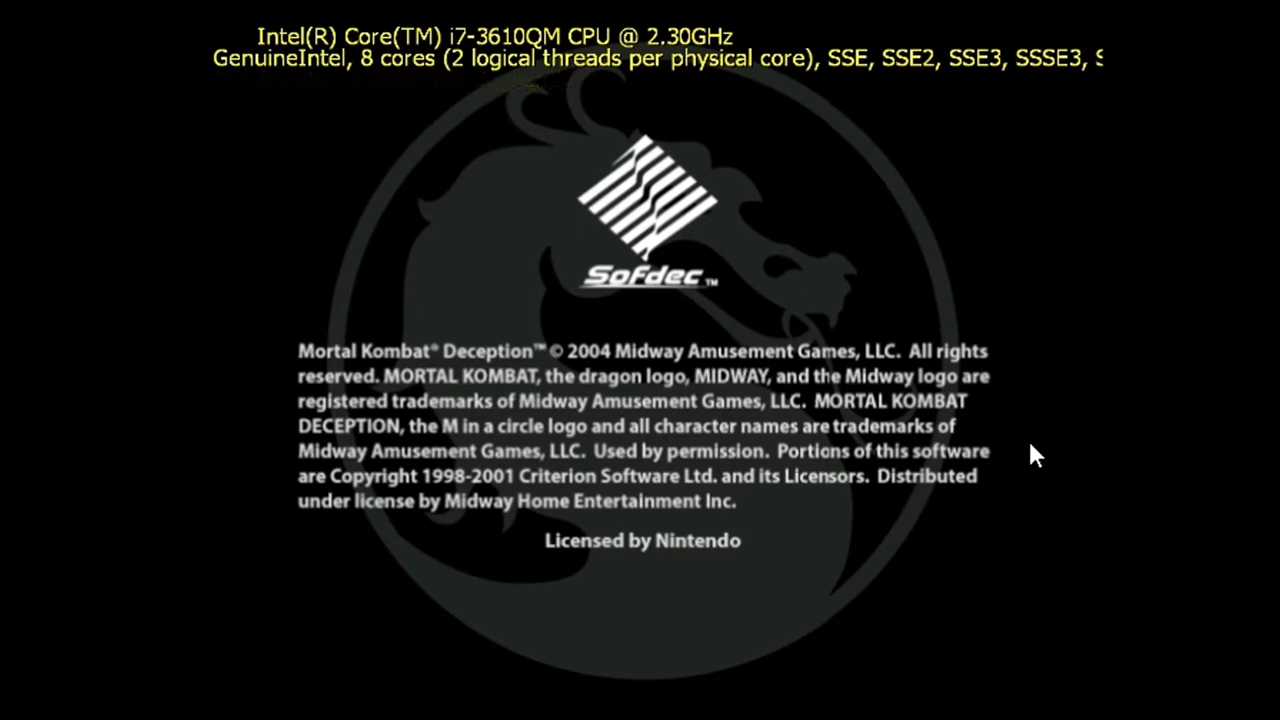 Intel(R) Core(TM) i7-3610QM CPU @ 2.30GHz
GenuineIntel, 8 cores (2 logical threads per physical core), SSE, SSE2, SSE3, SSSE3, S
Sofdec™
Mortal Kombat® Deception™ © 2004 Midway Amusement Games, LLC. All rights
reserved. MORTAL KOMBAT, the dragon logo, MIDWAY, and the Midway logo are
registered trademarks of Midway Amusement Games, LLC. MORTAL KOMBAT
DECEPTION, the M in a circle logo and all character names are trademarks of
Midway Amusement Games, LLC. Used by permission. Portions of this software
are Copyright 1998-2001 Criterion Software Ltd. and its Licensors. Distributed
under license by Midway Home Entertainment Inc.
Licensed by Nintendo